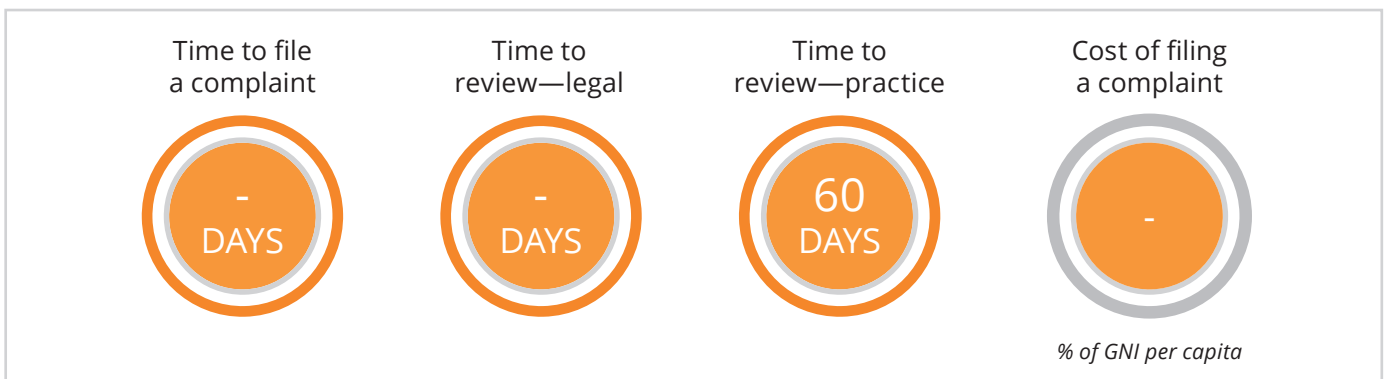 Time to file
a complaint
-
DAYS
Time to
review—legal
-
DAYS
Time to
review—practice
60
DAYS
Cost of filing
a complaint
-
% of GNI per capita